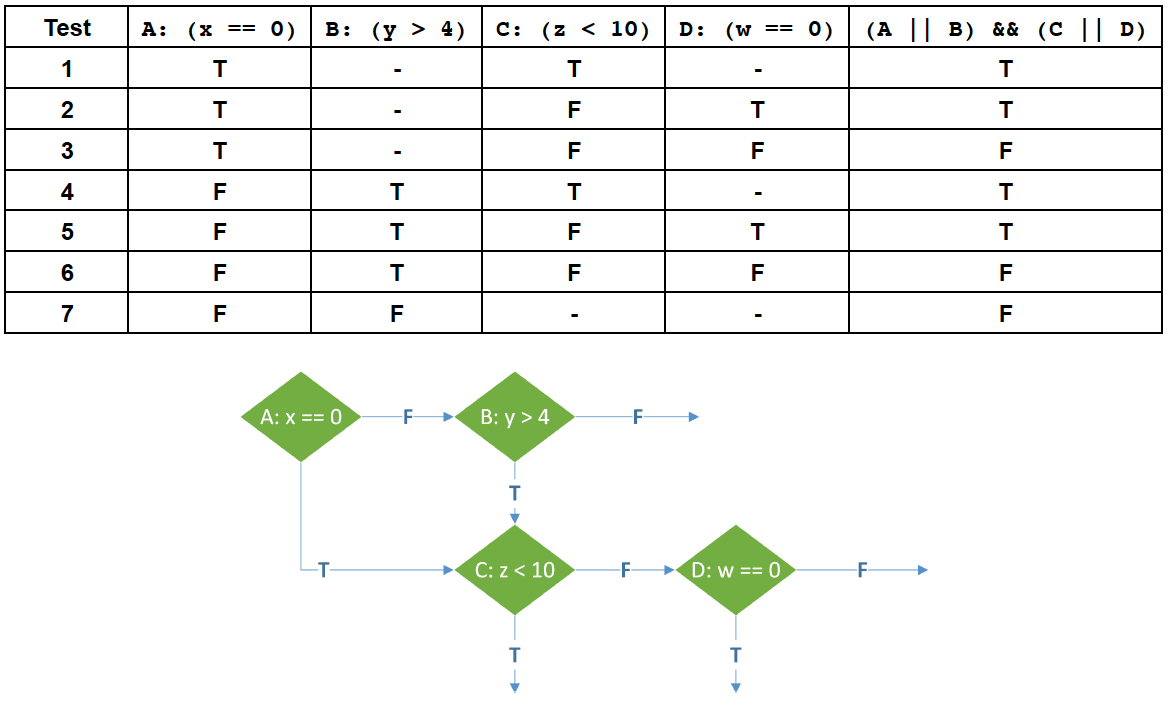 Test A: (x == 0) B: (y > 4) C: (z < 10) D: (w == 0) (A || B) && (C || D)
1 T - T - T
2 T - F T T
3 T - F F F
4 F T T - T
5 F T F T T
6 F T F F F
7 F F - - F
A: x == 0 F B: y > 4 F
T
T C: z < 10 F D: w == 0 F
T T